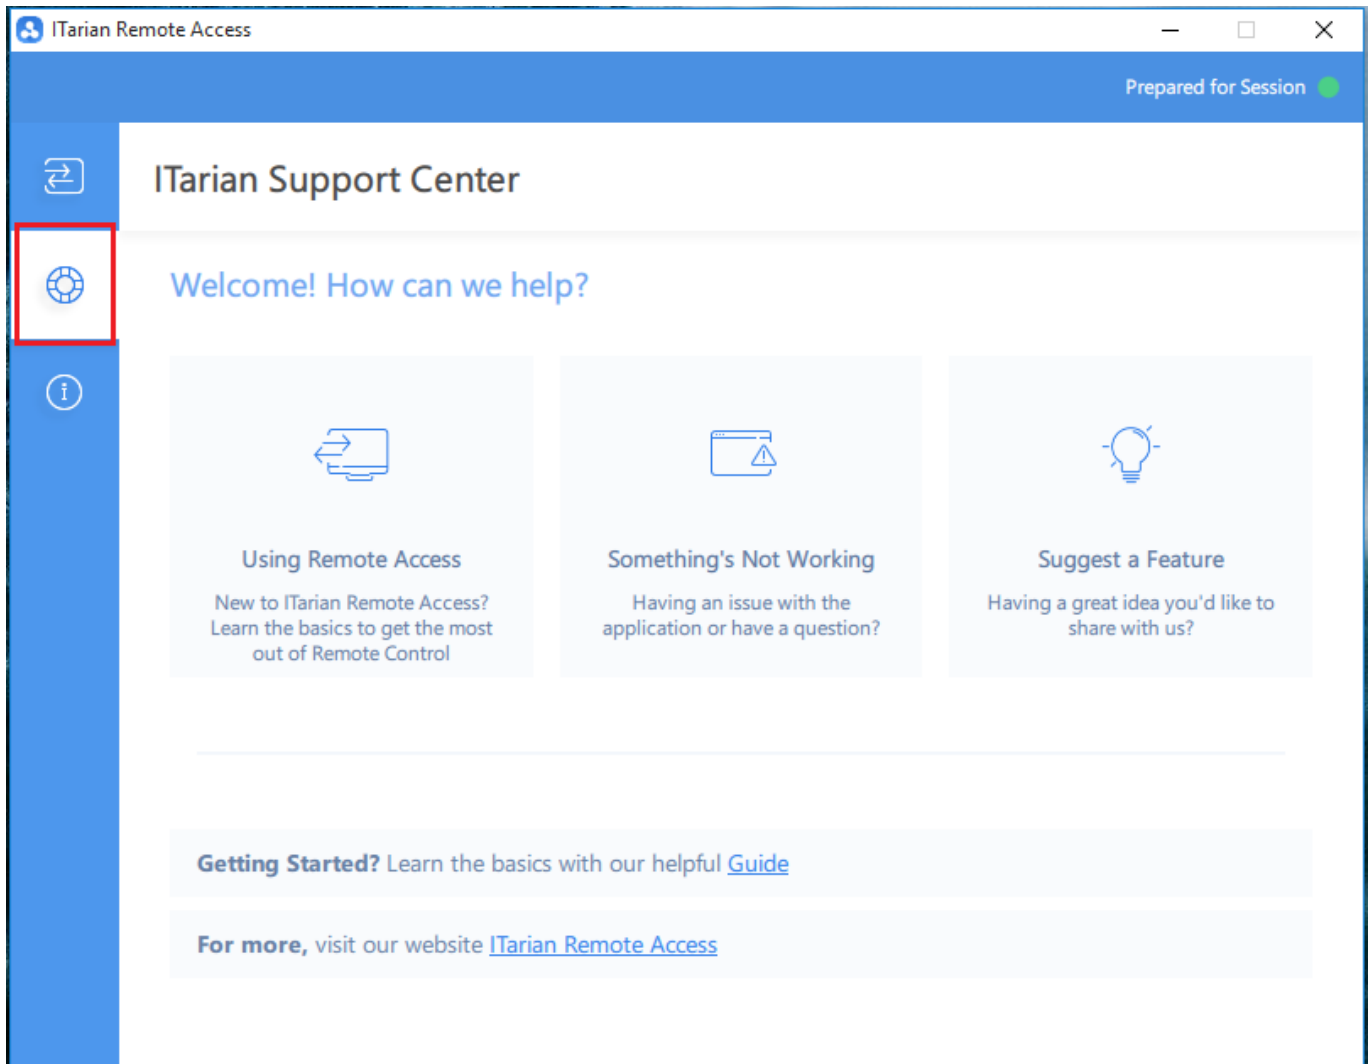 ITarian Remote Access
Prepared for Session
ITarian Support Center
Welcome! How can we help?
Using Remote Access
New to ITarian Remote Access?
Learn the basics to get the most
out of Remote Control
Something's Not Working
Having an issue with the
application or have a question?
Suggest a Feature
Having a great idea you'd like to
share with us?
Getting Started? Learn the basics with our helpful Guide
For more, visit our website ITarian Remote Access